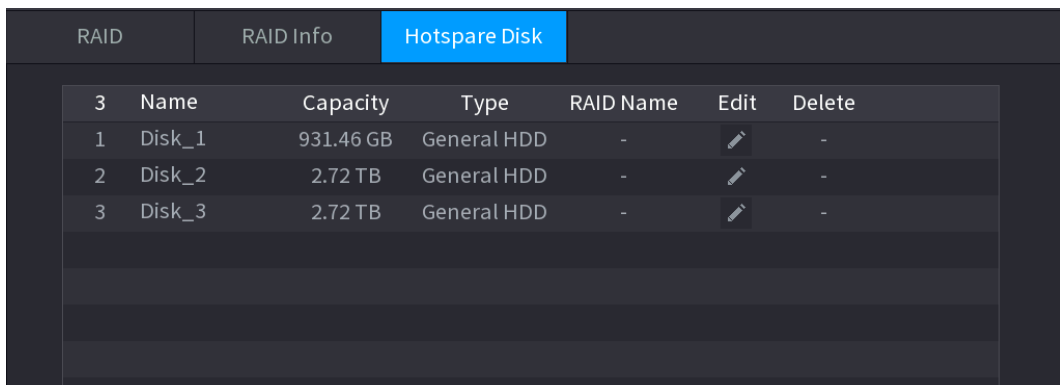 RAID RAID Info Hotspare Disk
3 Name Capacity Type RAID Name Edit Delete
1 Disk_1 931.46 GB General HDD - -
2 Disk_2 2.72 TB General HDD - -
3 Disk_3 2.72 TB General HDD - -